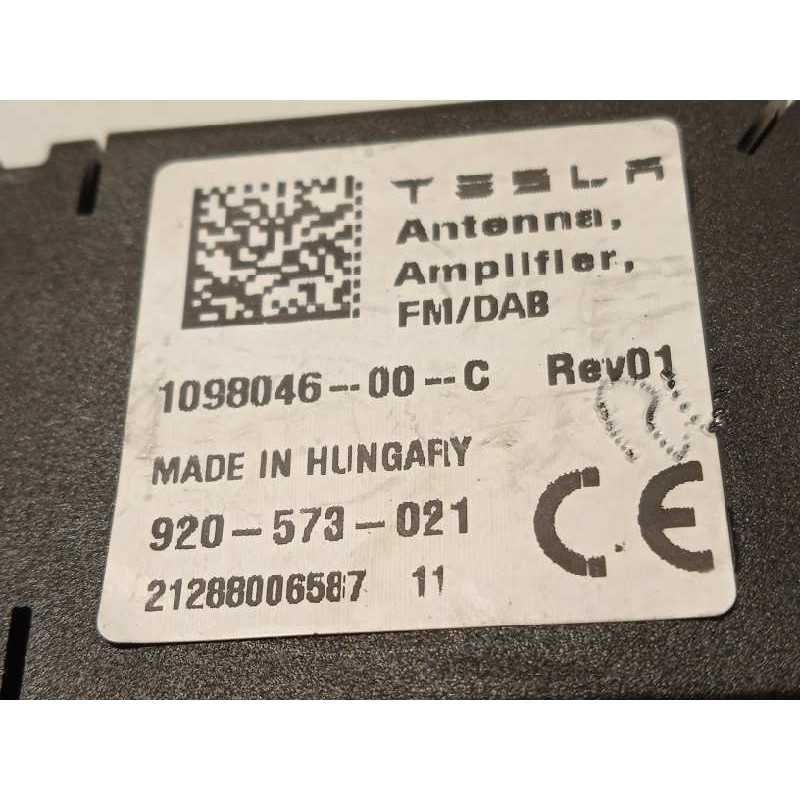 TESLA
Antenna,
Amplifier,
FM/DAB
1098046-00-C Rev01
MADE IN HUNGARY
920-573-021
21288006587 11
CE